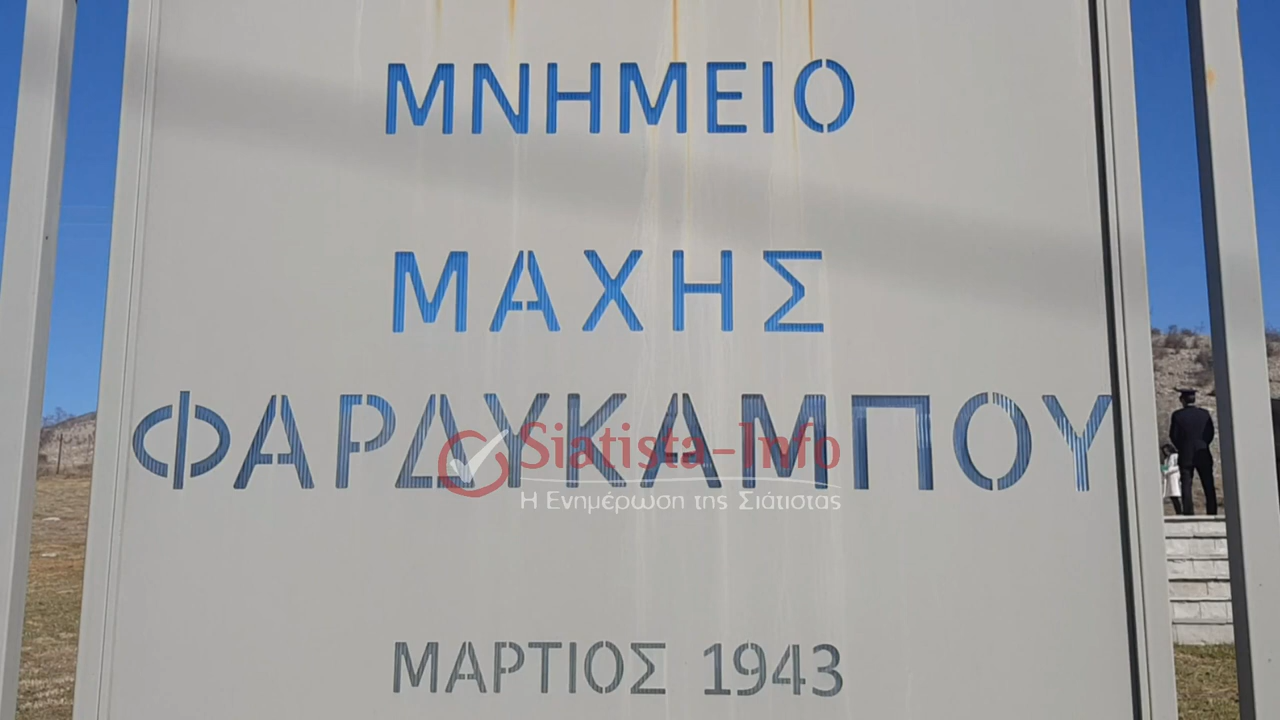 ΜΝΗΜΕΙΟ
ΜΑΧΗΣ
ΦΑΡΔΥΚΑΜΠΟΥ
Siatista-Info
Η Ενημέρωση της Σιάτιστας
ΜΑΡΤΙΟΣ 1943